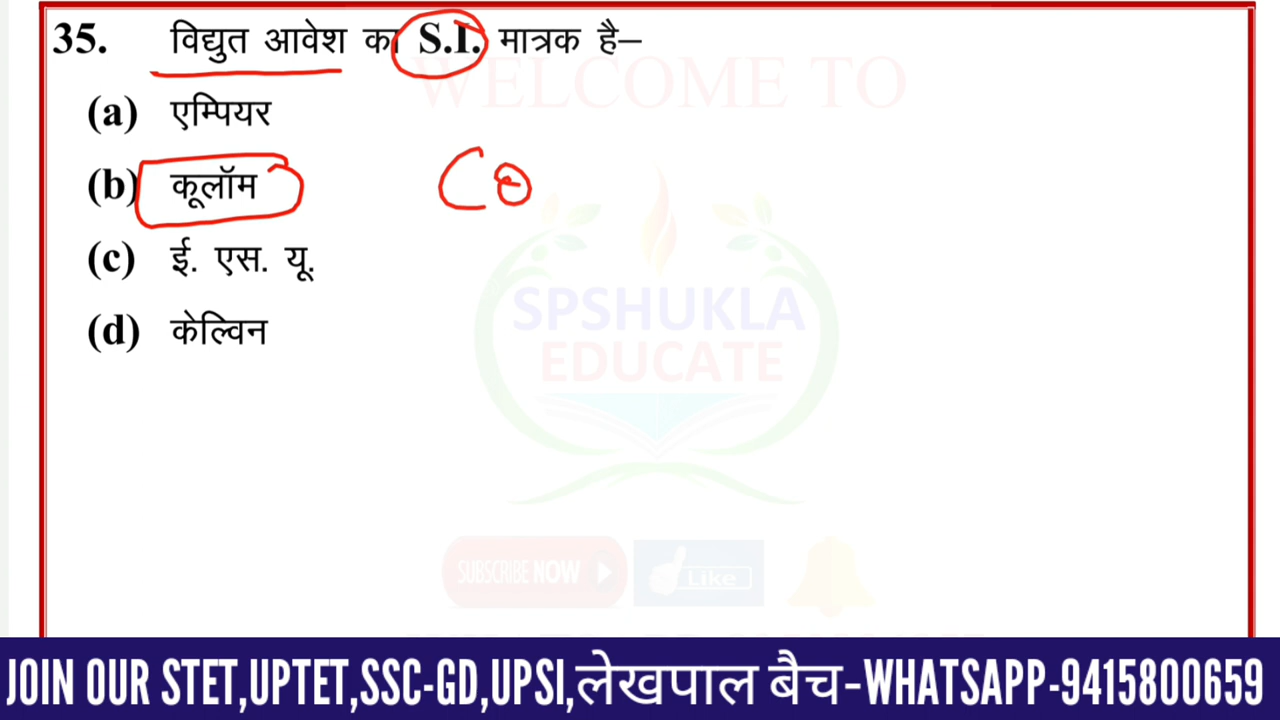 35. विद्युत आवेश का S.I. मात्रक है–
WELCOME TO
(a) एम्पियर
(b) कूलॉम
Co
(c) ई. एस. यू.
SPSHUKLA
(d) केल्विन
EDUCATE
SUBSCRIBE NOW
Like
JOIN OUR STET,UPTET,SSC-GD,UPSI,लेखपाल बैच-WHATSAPP-9415800659